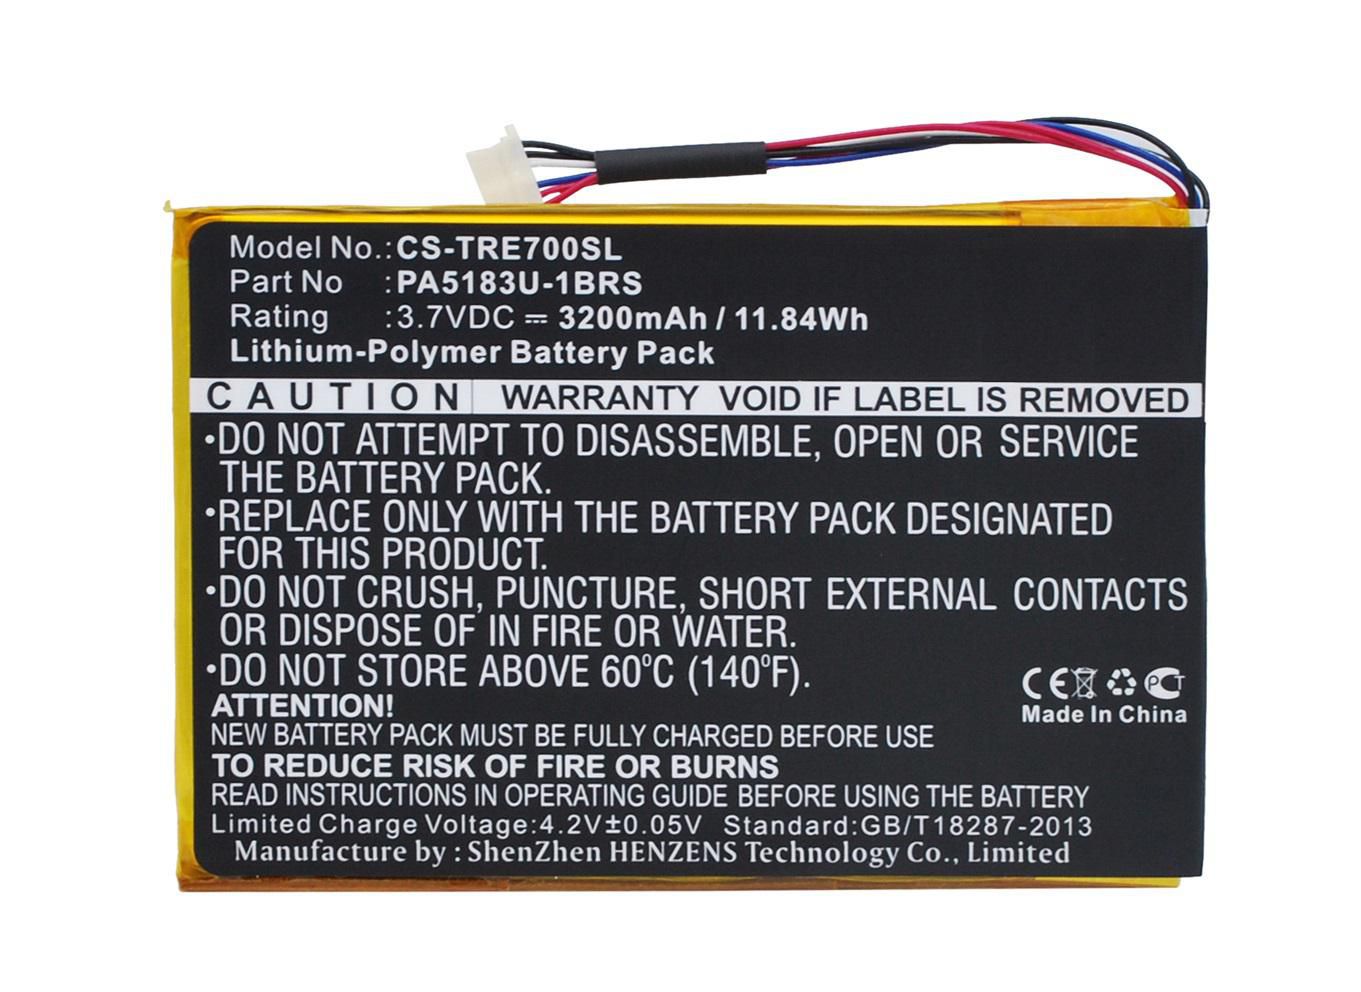 Model No.: CS-TRE700SL
Part No : PA5183U-1BRS
Rating : 3.7VDC ⎓ 3200mAh / 11.84Wh
Lithium-Polymer Battery Pack
CAUTION WARRANTY VOID IF LABEL IS REMOVED
•DO NOT ATTEMPT TO DISASSEMBLE, OPEN OR SERVICE
THE BATTERY PACK.
•REPLACE ONLY WITH THE BATTERY PACK DESIGNATED
FOR THIS PRODUCT.
•DO NOT CRUSH, PUNCTURE, SHORT EXTERNAL CONTACTS
OR DISPOSE OF IN FIRE OR WATER.
•DO NOT STORE ABOVE 60°C (140°F).
CE PCT
Made In China
ATTENTION!
NEW BATTERY PACK MUST BE FULLY CHARGED BEFORE USE
TO REDUCE RISK OF FIRE OR BURNS
READ INSTRUCTIONS IN OPERATING GUIDE BEFORE USING THE BATTERY
Limited Charge Voltage:4.2V±0.05V Standard:GB/T18287-2013
Manufacture by : ShenZhen HENZENS Technology Co., Limited